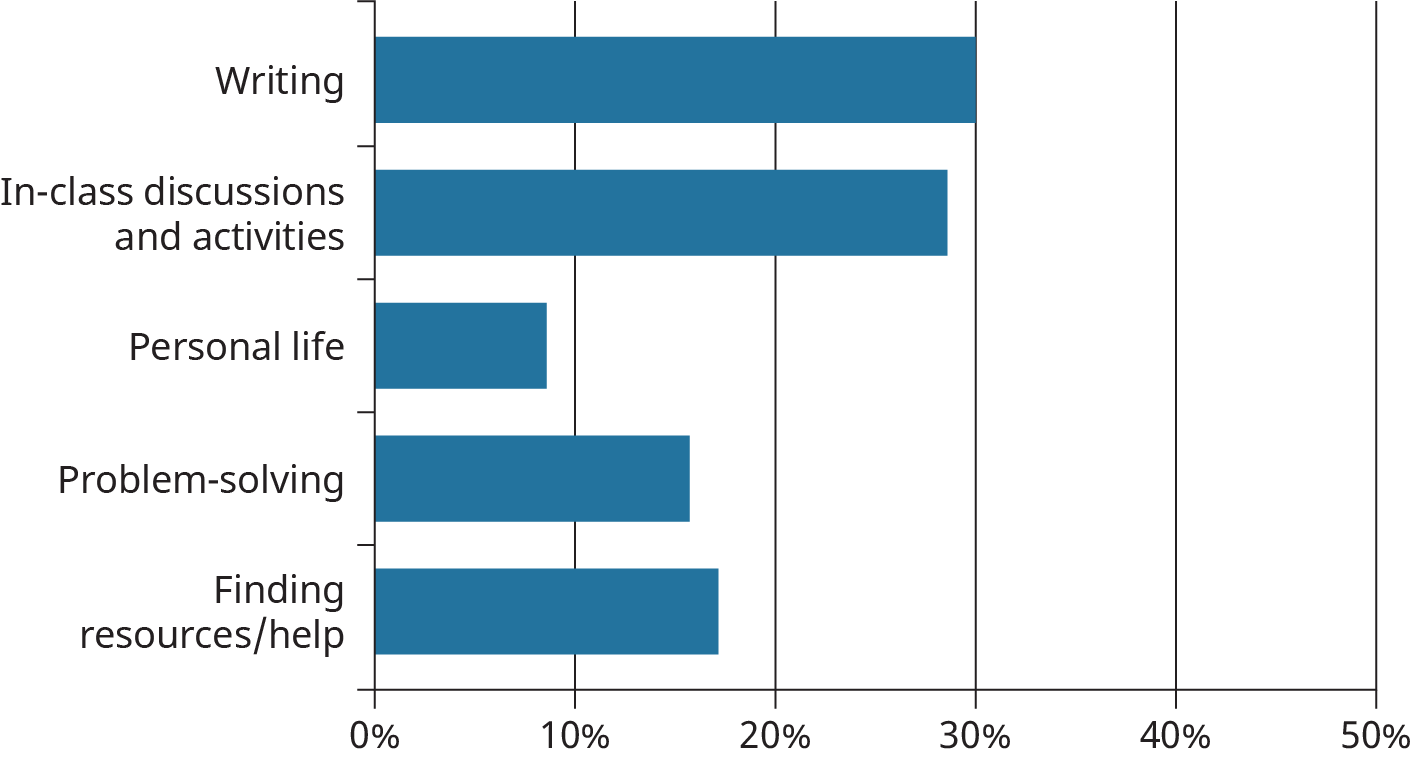 Writing
In-class discussions
and activities
Personal life
Problem-solving
Finding
resources/help
0% 10% 20% 30% 40% 50%